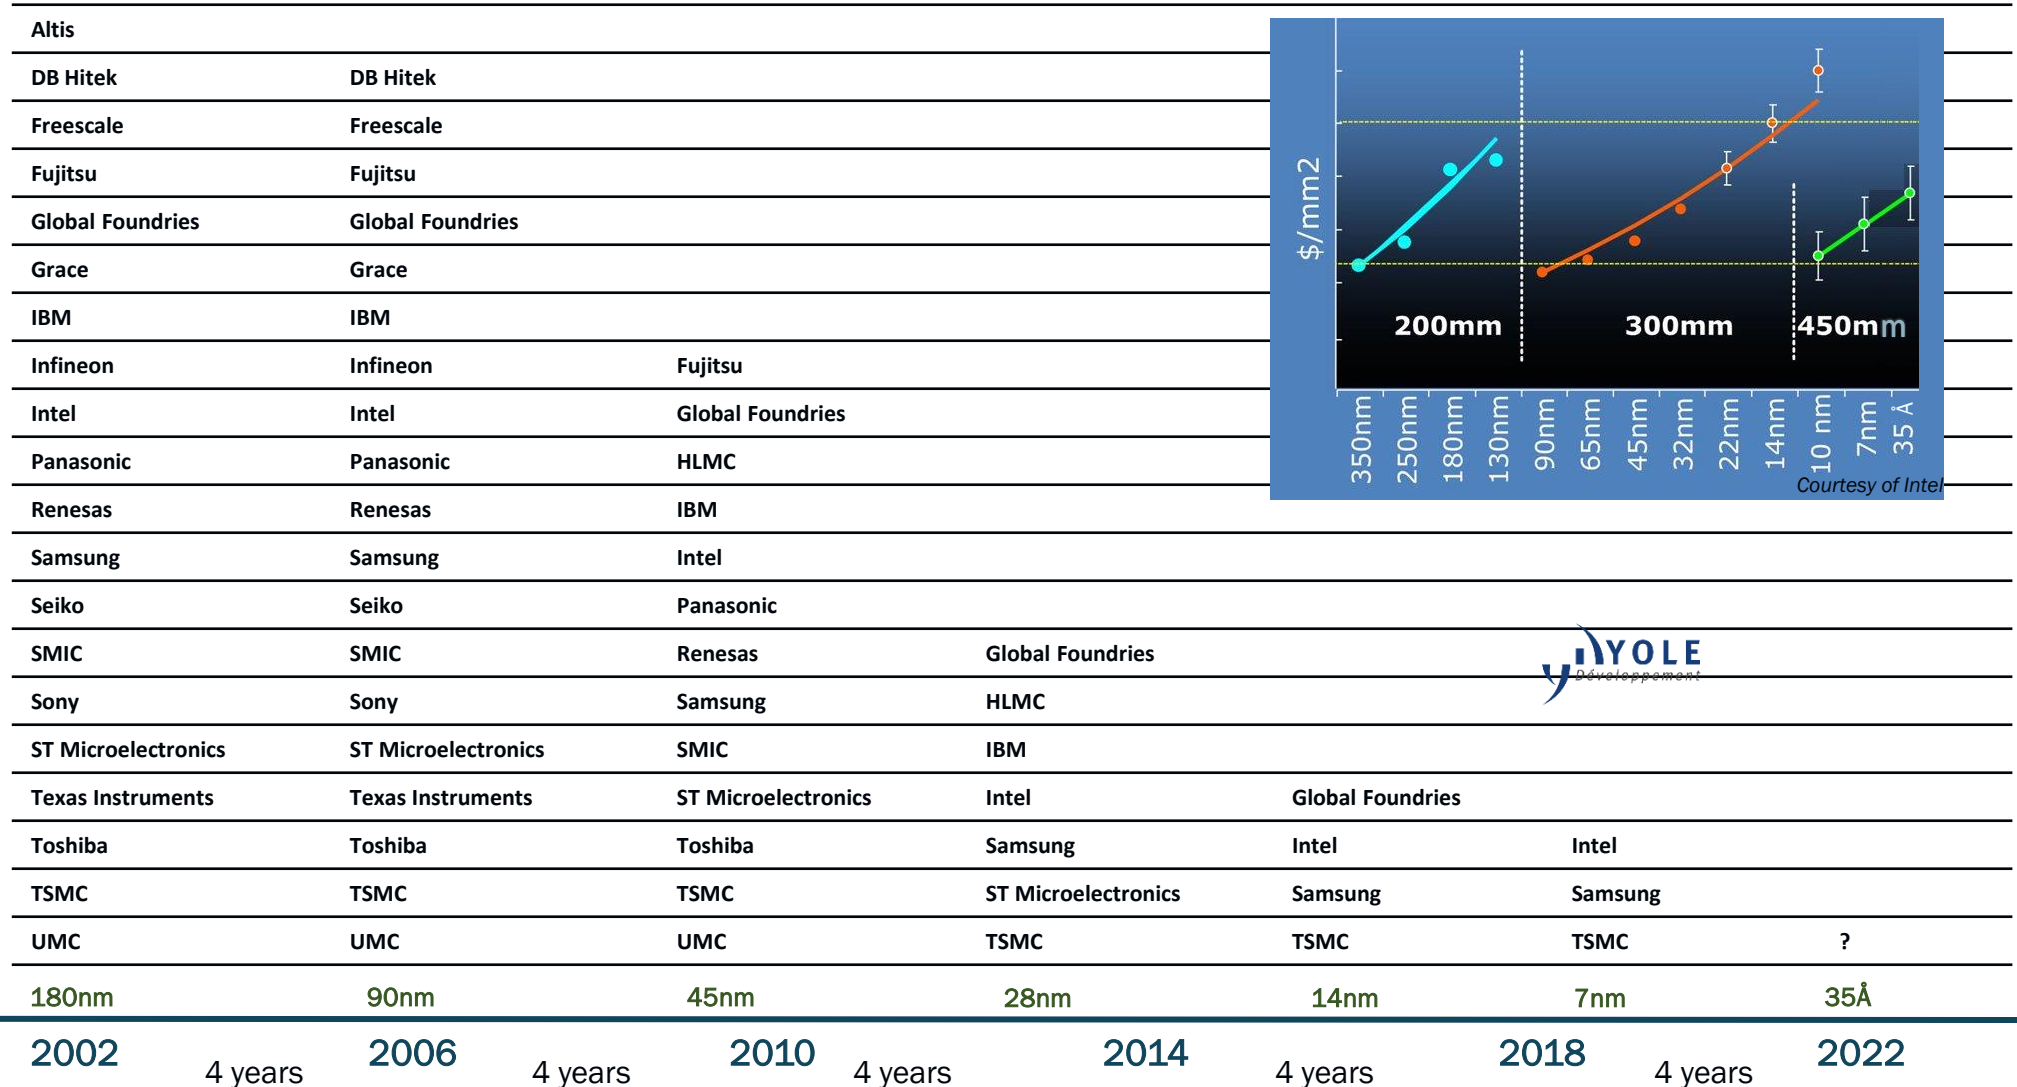 Altis
DB Hitek DB Hitek
Freescale Freescale
Fujitsu Fujitsu
Global Foundries Global Foundries
Grace Grace
IBM IBM
Infineon Infineon Fujitsu
Intel Intel Global Foundries
Panasonic Panasonic HLMC
Renesas Renesas IBM
Samsung Samsung Intel
Seiko Seiko Panasonic
SMIC SMIC Renesas Global Foundries
Sony Sony Samsung HLMC
ST Microelectronics ST Microelectronics SMIC IBM
Texas Instruments Texas Instruments ST Microelectronics Intel Global Foundries
Toshiba Toshiba Toshiba Samsung Intel Intel
TSMC TSMC TSMC ST Microelectronics Samsung Samsung
UMC UMC UMC TSMC TSMC TSMC ?
180nm 90nm 45nm 28nm 14nm 7nm 35Å
2002 2006 2010 2014 2018 2022
4 years 4 years 4 years 4 years 4 years
$/mm2
200mm 300mm 450mm
350nm 250nm 180nm 130nm 90nm 65nm 45nm 32nm 22nm 14nm 10 nm 7nm 35 Å
Courtesy of Intel
YOLE
Développement